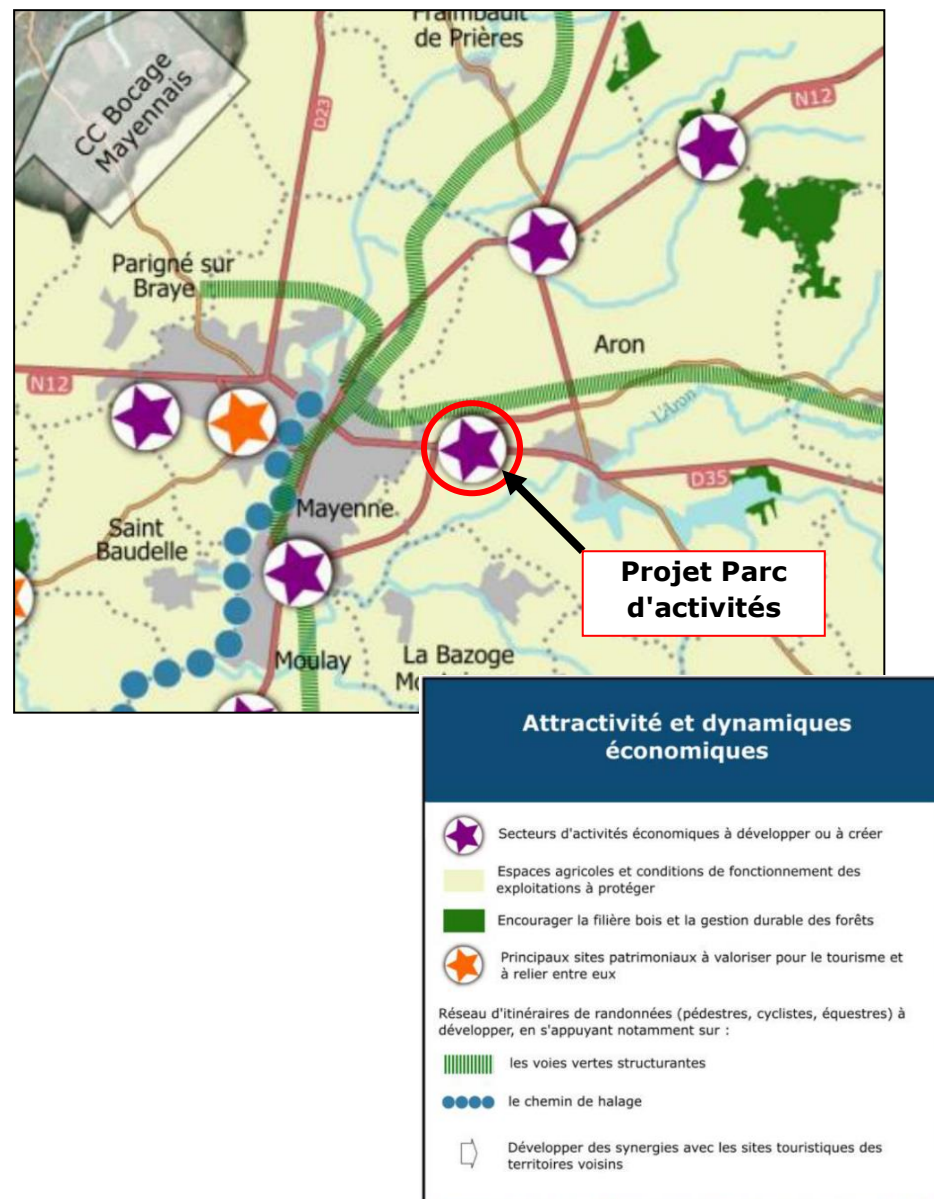 Fraimbault
de Prières
CC Bocage
Mayennais
D23
N12
Parigné sur
Braye
Aron
N12
L'Aron
D35
Mayenne
Saint
Baudelle
Projet Parc
d'activités
Moulay
La Bazoge
Attractivité et dynamiques
économiques
Secteurs d'activités économiques à développer ou à créer
Espaces agricoles et conditions de fonctionnement des
exploitations à protéger
Encourager la filière bois et la gestion durable des forêts
Principaux sites patrimoniaux à valoriser pour le tourisme et
à relier entre eux
Réseau d'itinéraires de randonnées (pédestres, cyclistes, équestres) à
développer, en s'appuyant notamment sur :
les voies vertes structurantes
le chemin de halage
Développer des synergies avec les sites touristiques des
territoires voisins